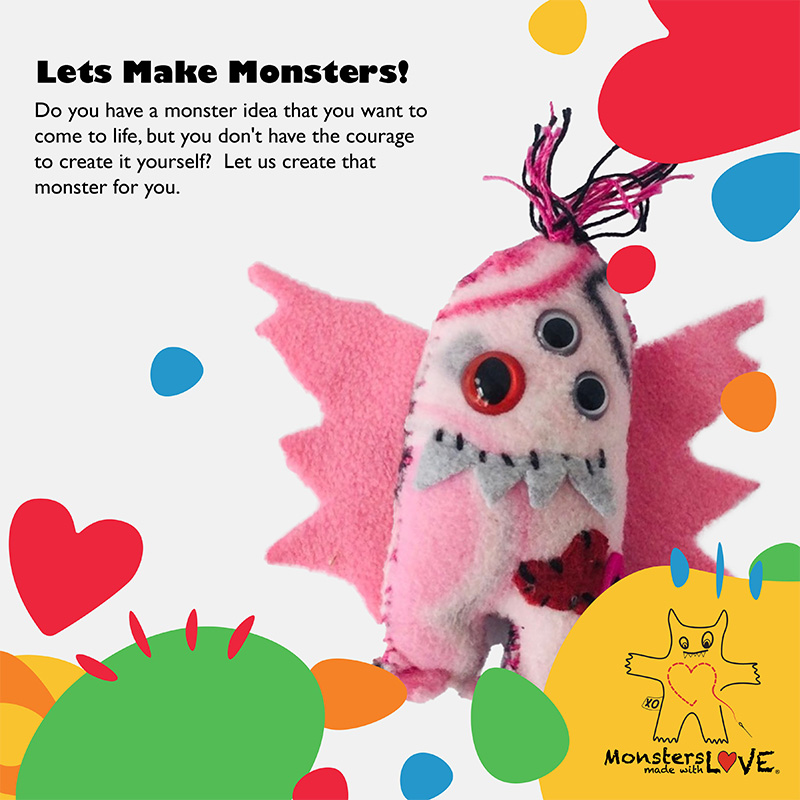 Lets Make Monsters!
Do you have a monster idea that you want to
come to life, but you don't have the courage
to create it yourself?  Let us create that
monster for you.
XO
Monsters
made with LOVE®